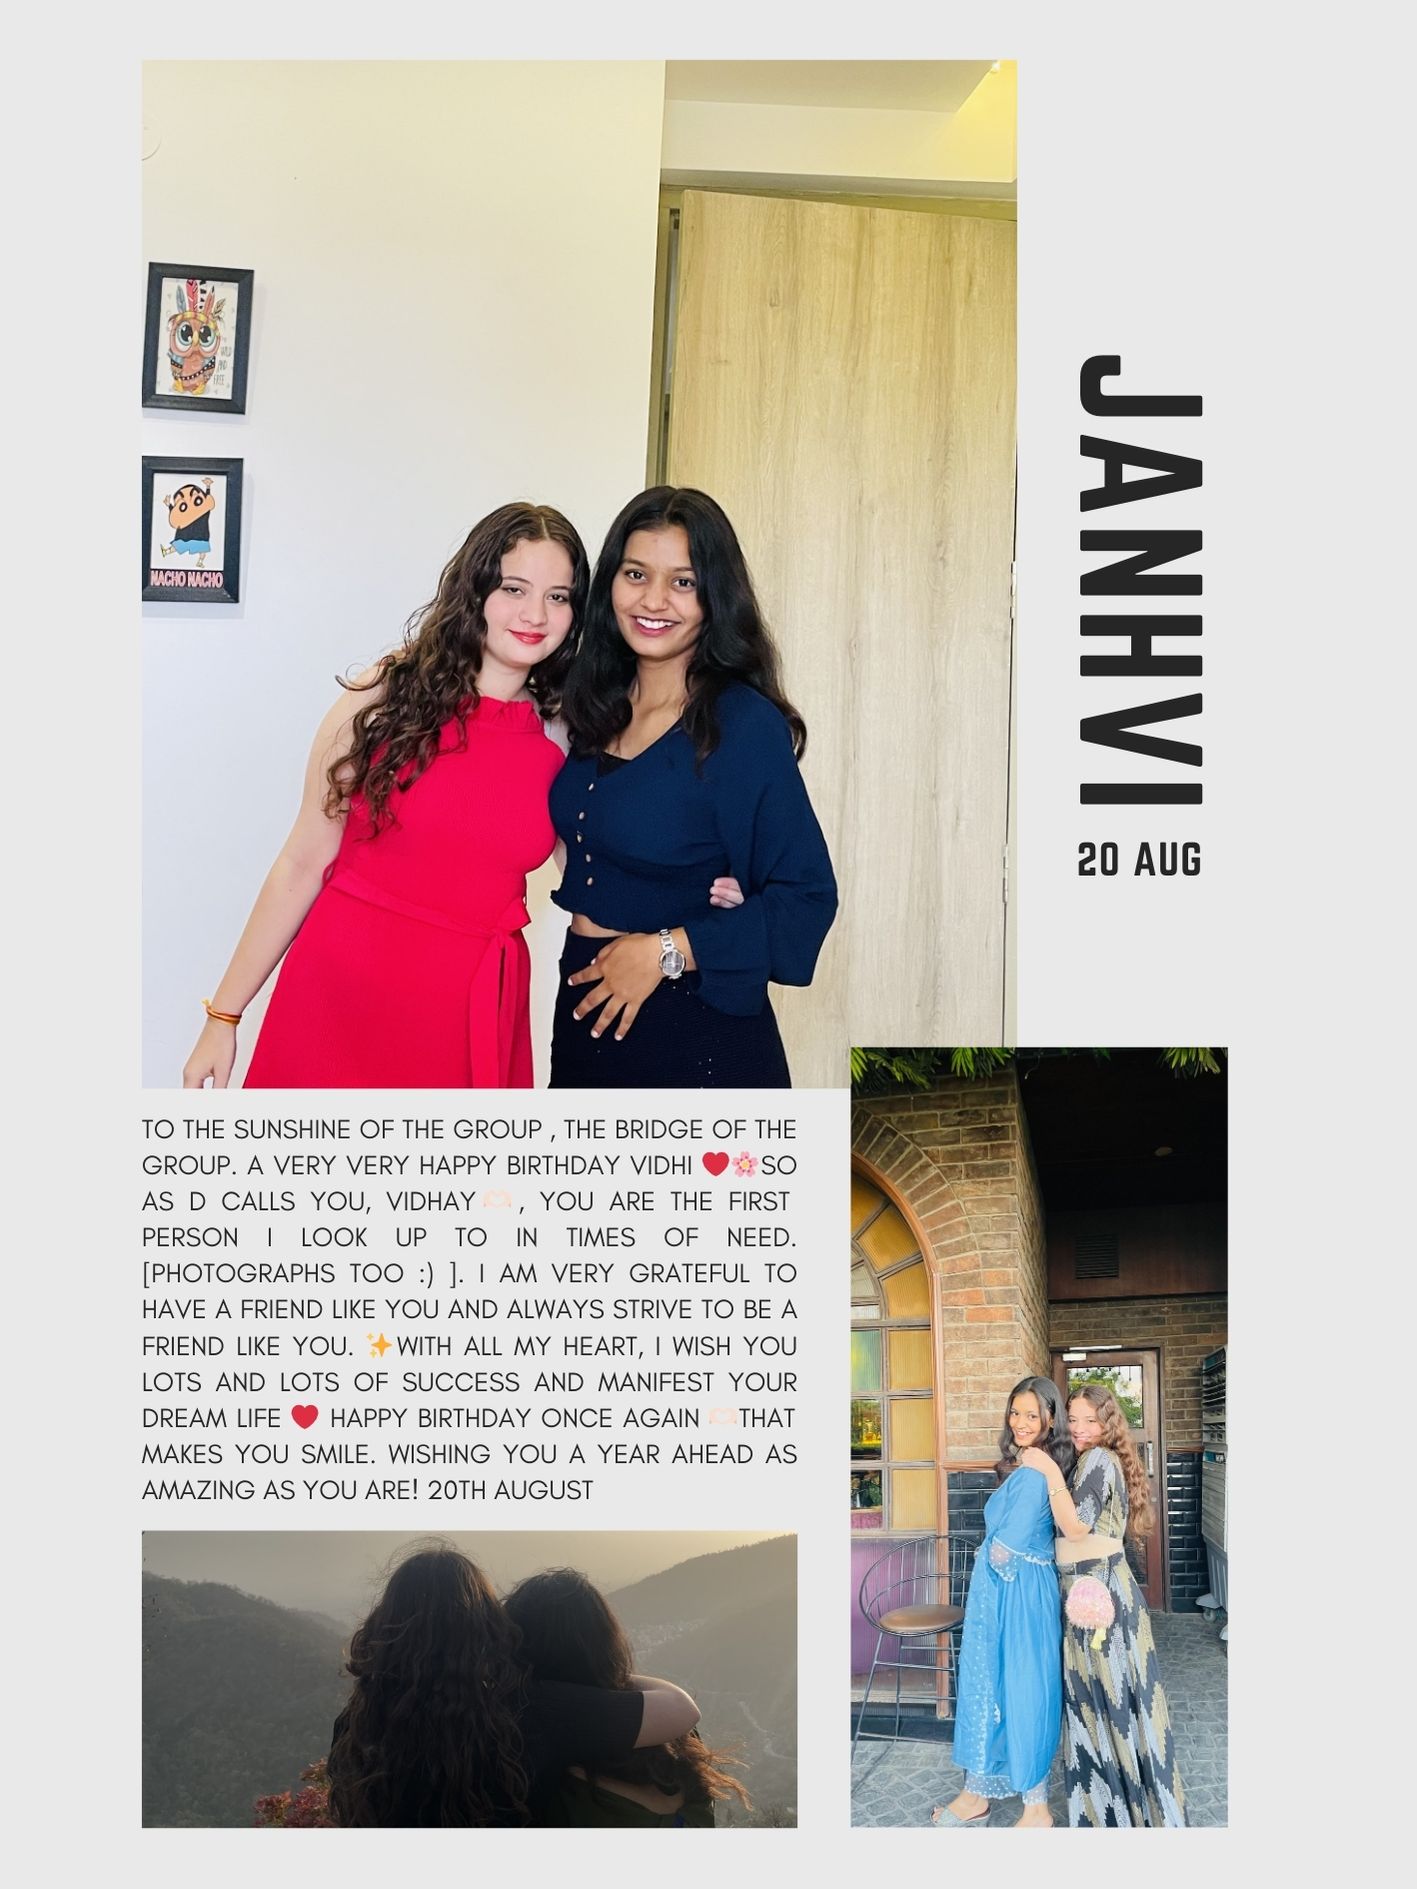 WILD
AND
FREE
NACHO NACHO
JANHVI
20 AUG
TO THE SUNSHINE OF THE GROUP , THE BRIDGE OF THE
GROUP. A VERY VERY HAPPY BIRTHDAY VIDHI ❤️🌸SO
AS D CALLS YOU, VIDHAY🫶🏻, YOU ARE THE FIRST
PERSON I LOOK UP TO IN TIMES OF NEED.
[PHOTOGRAPHS TOO :) ]. I AM VERY GRATEFUL TO
HAVE A FRIEND LIKE YOU AND ALWAYS STRIVE TO BE A
FRIEND LIKE YOU. ✨WITH ALL MY HEART, I WISH YOU
LOTS AND LOTS OF SUCCESS AND MANIFEST YOUR
DREAM LIFE ❤️ HAPPY BIRTHDAY ONCE AGAIN 🫶🏻THAT
MAKES YOU SMILE. WISHING YOU A YEAR AHEAD AS
AMAZING AS YOU ARE! 20TH AUGUST